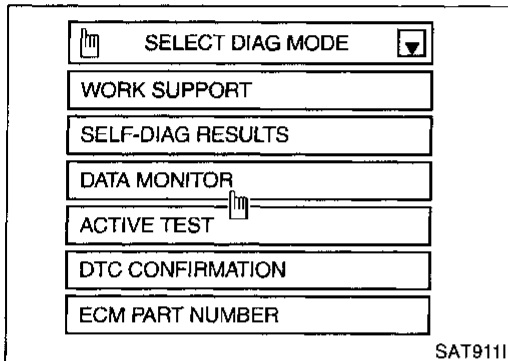 SELECT DIAG MODE
WORK SUPPORT
SELF-DIAG RESULTS
DATA MONITOR
ACTIVE TEST
DTC CONFIRMATION
ECM PART NUMBER
SAT911I